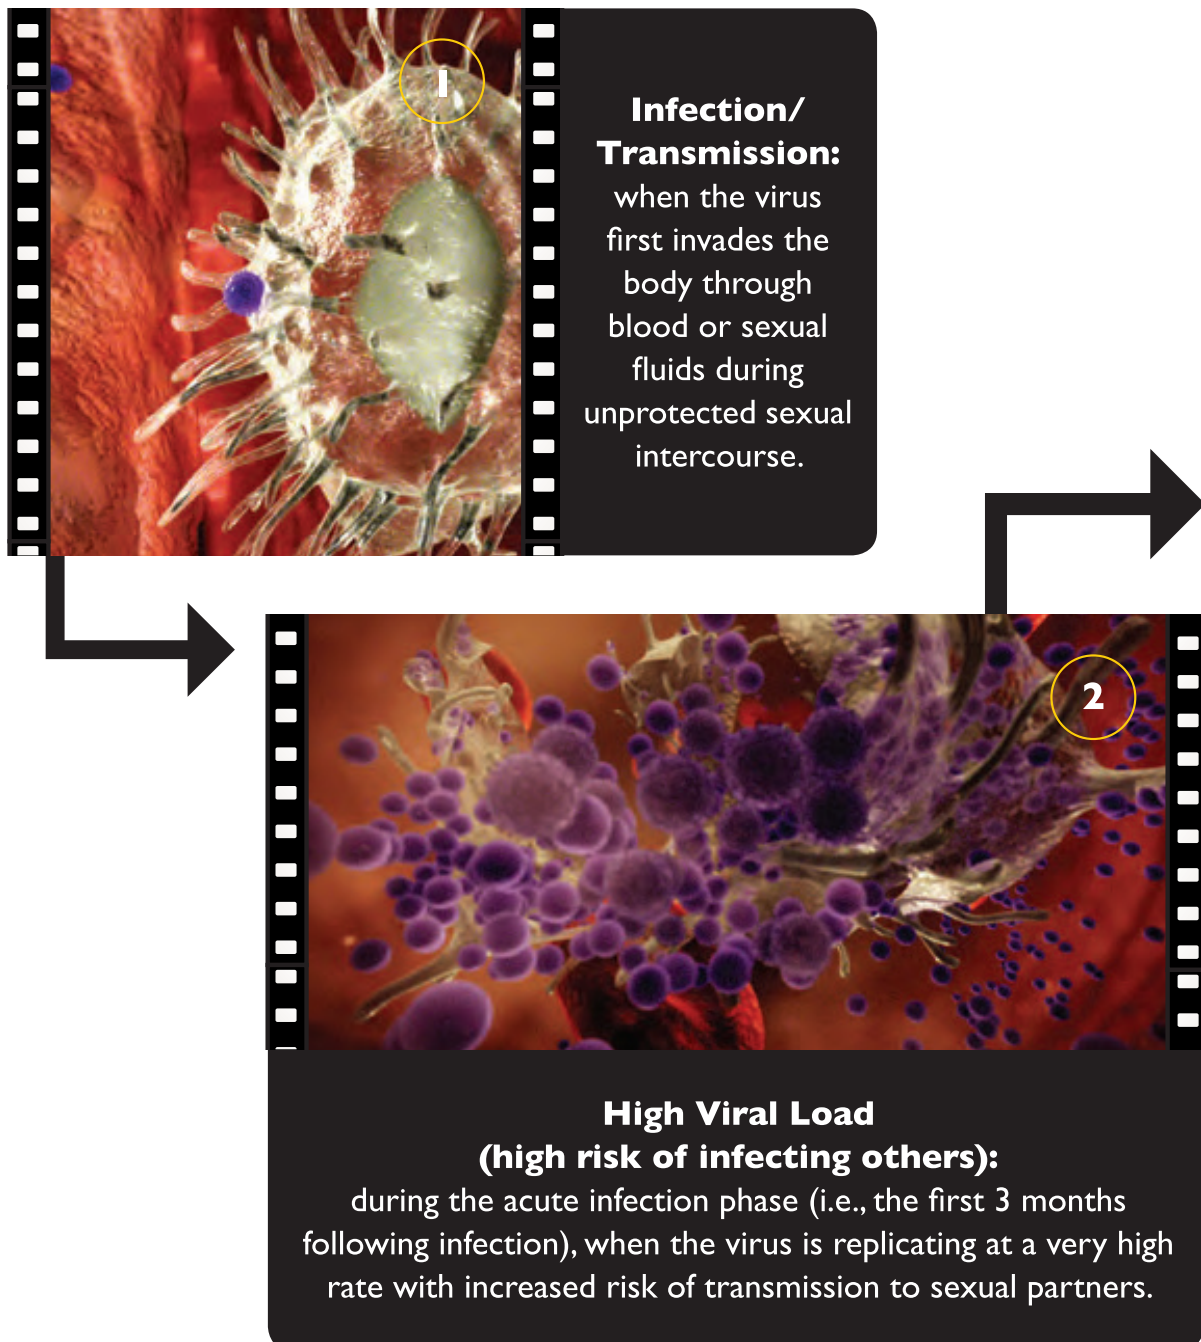 1
Infection/
Transmission:
when the virus
first invades the
body through
blood or sexual
fluids during
unprotected sexual
intercourse.
2
High Viral Load
(high risk of infecting others):
during the acute infection phase (i.e., the first 3 months
following infection), when the virus is replicating at a very high
rate with increased risk of transmission to sexual partners.